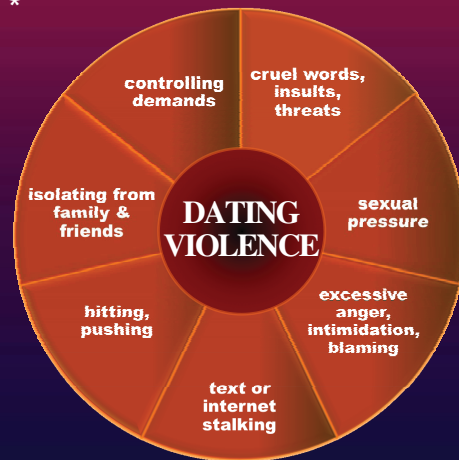 *
DATING
VIOLENCE
cruel words,
insults,
threats
sexual
pressure
excessive
anger,
intimidation,
blaming
text or
internet
stalking
hitting,
pushing
isolating from
family &
friends
controlling
demands